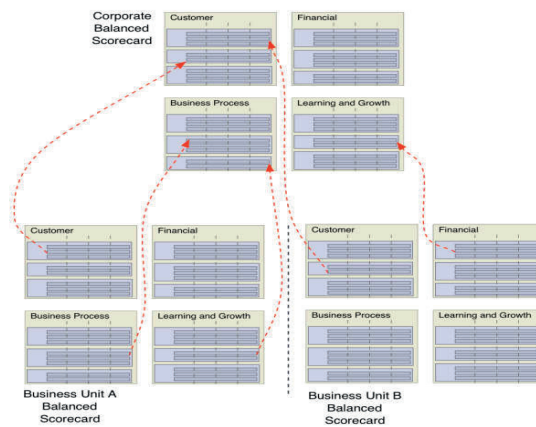 Corporate
Balanced
Scorecard
Customer
Financial
Business Process
Learning and Growth
Customer
Financial
Customer
Financial
Business Process
Learning and Growth
Business Process
Learning and Growth
Business Unit A
Balanced
Scorecard
Business Unit B
Balanced
Scorecard